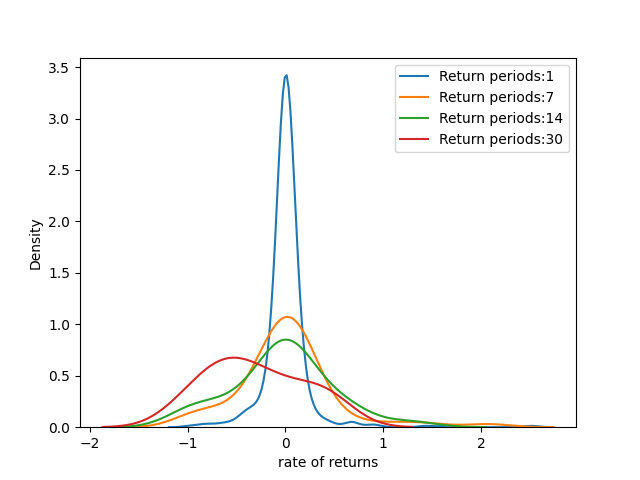 3.5
3.0
2.5
2.0
1.5
1.0
0.5
0.0
Density
Return periods:1
Return periods:7
Return periods:14
Return periods:30
−2 −1 0 1 2
rate of returns